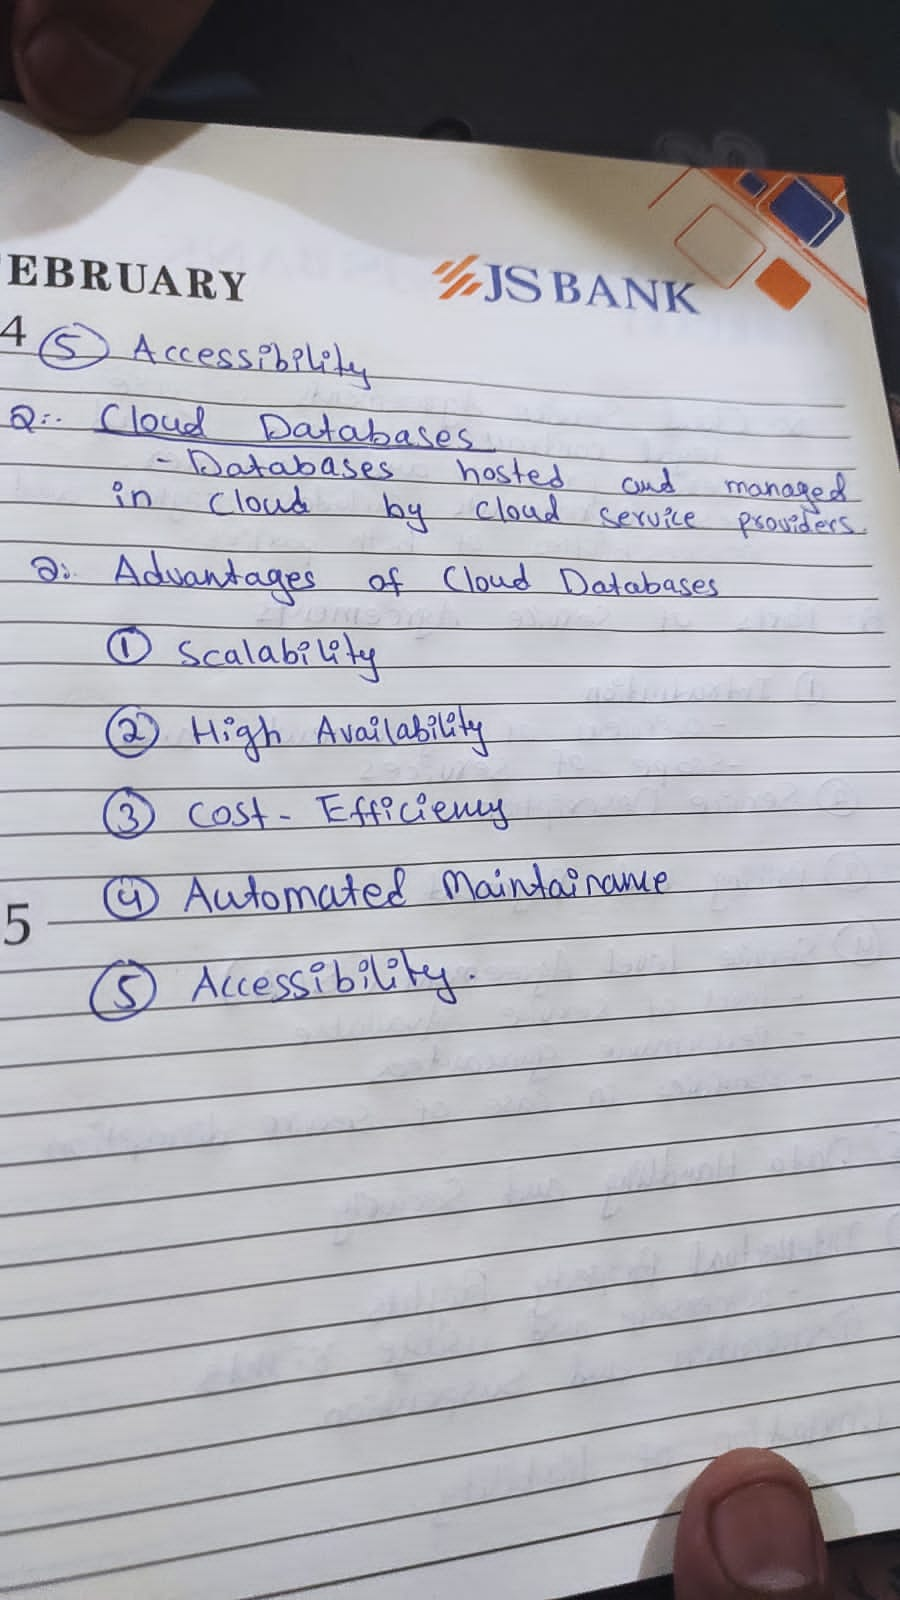 EBRUARY
JS BANK
4
⑤ Accessibility
Q:. Cloud Databases
- Databases hosted and managed
in Cloud by Cloud service providers
Q:. Advantages of Cloud Databases
① Scalability
② High Availability
③ Cost-Efficiency
④ Automated Maintainance
5
⑤ Accessibility.